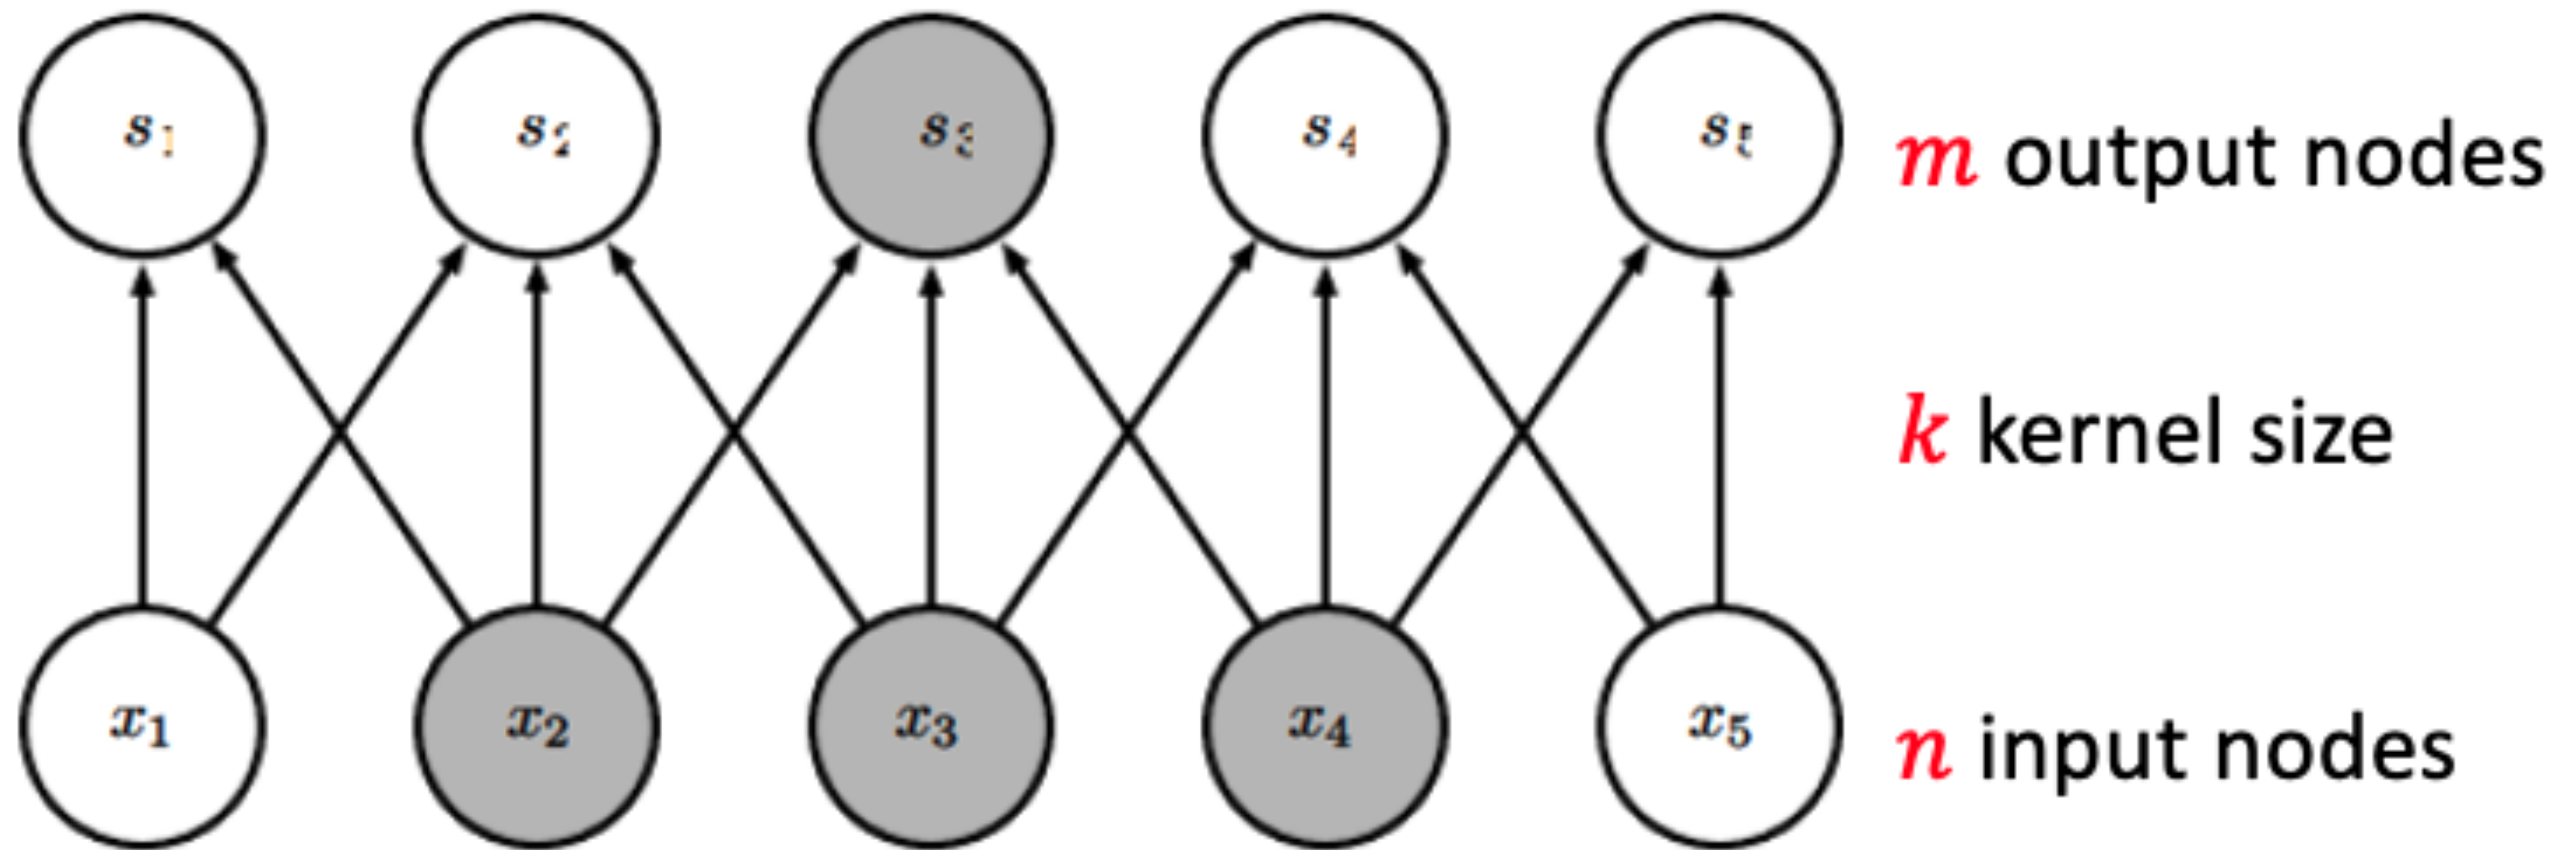 s₁ s₂ s₃ s₄ s₅ m output nodes
k kernel size
x₁ x₂ x₃ x₄ x₅ n input nodes